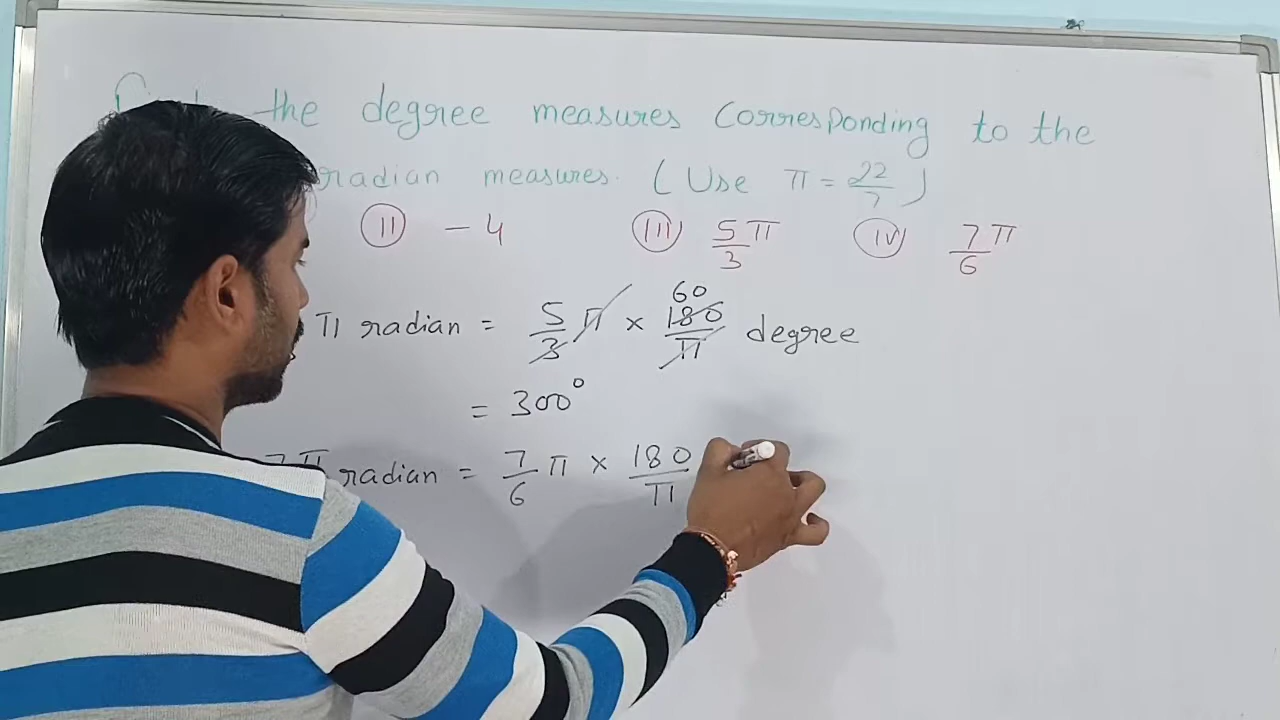 the degree measures Corresponding to the
radian measures. (Use π = 22/7)
(II) - 4 (III) 5/3 π (IV) 7/6 π
π radian = 5/3 π × 180/π degree 60
= 300°
7π radian = 7/6 π × 180/π